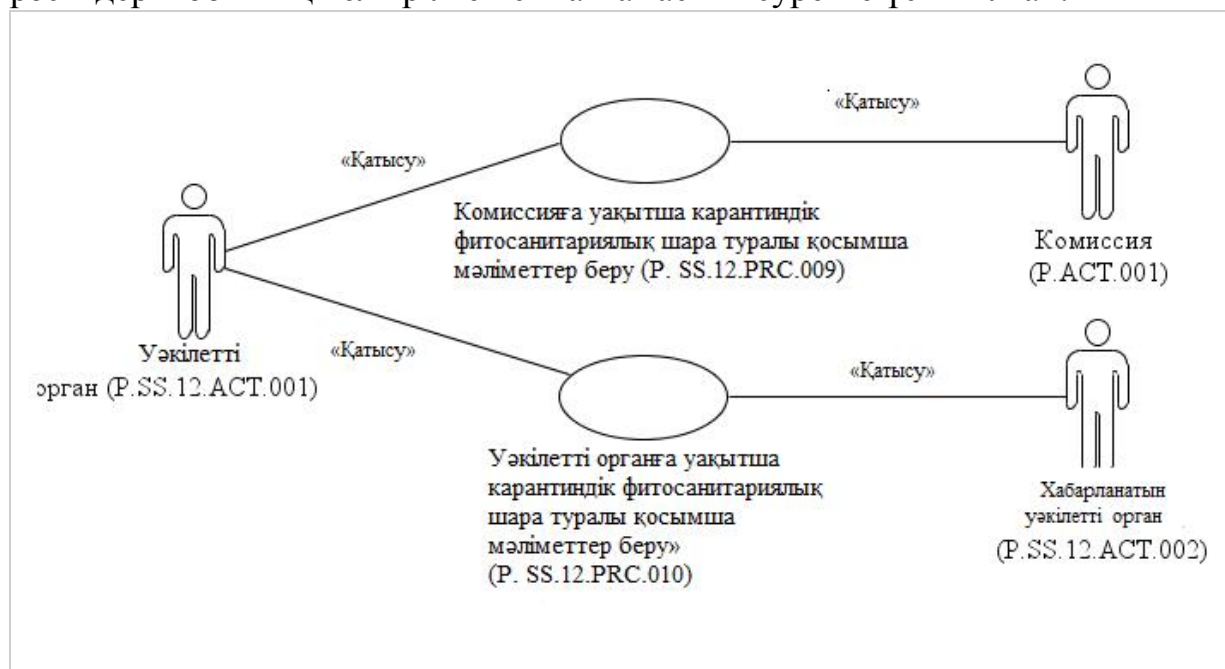 «Қатысу»
«Қатысу»
Комиссияға уақытша карантиндік
фитосанитариялық шара туралы қосымша
мәліметтер беру (P. SS.12.PRC.009)
Комиссия
(P.ACT.001)
Уәкілетті
орган (P.SS.12.ACT.001)
«Қатысу»
«Қатысу»
Уәкілетті органға уақытша
карантиндік фитосанитариялық
шара туралы қосымша
мәліметтер беру»
(P. SS.12.PRC.010)
Хабарланатын
уәкілетті орган
(P.SS.12.ACT.002)